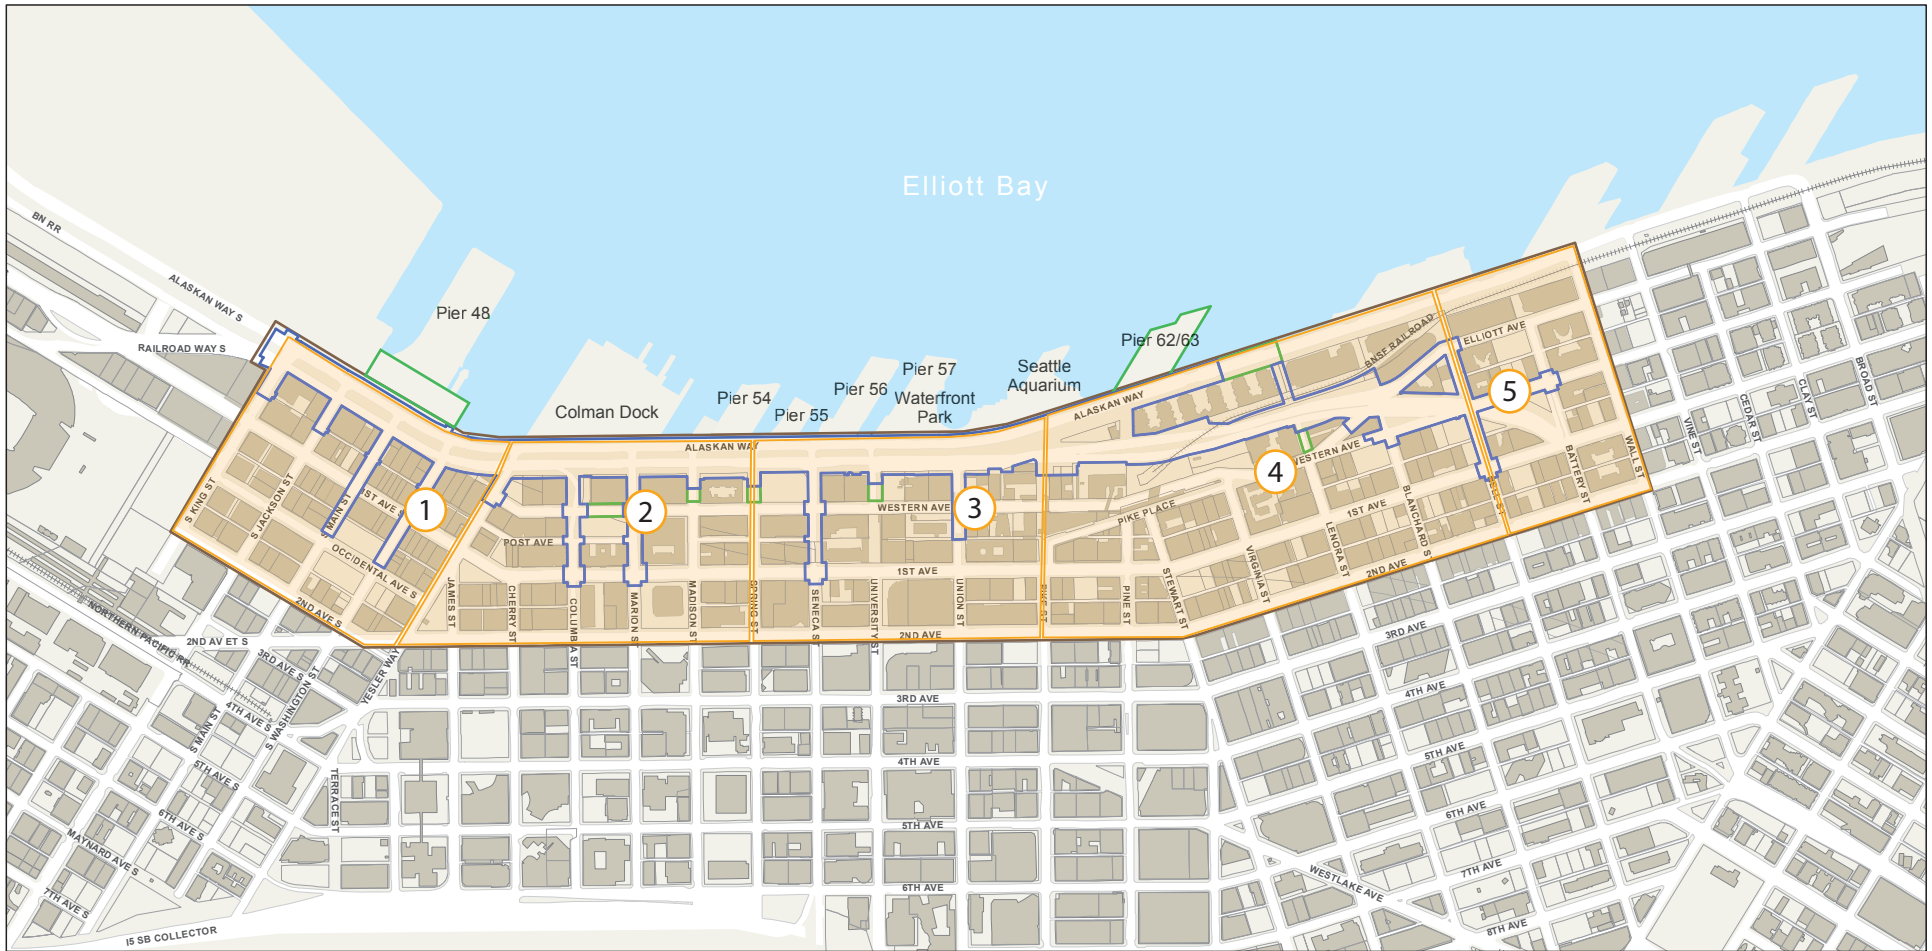 Elliott Bay
BN RR
ALASKAN WAY S
RAILROAD WAY S
Pier 48
Colman Dock
Pier 54
Pier 55
Pier 56
Pier 57
Waterfront
Park
Seattle
Aquarium
Pier 62/63
ALASKAN WAY
ALASKAN WAY
BNSF RAILROAD
ELLIOTT AVE
1
2
3
4
5
S KING ST
S JACKSON ST
S MAIN ST
1ST AVE S
OCCIDENTAL AVE S
2ND AVE S
JAMES ST
CHERRY ST
COLUMBIA ST
MARION ST
MADISON ST
SPRING ST
SENECA ST
UNIVERSITY ST
UNION ST
PIKE ST
PINE ST
STEWART ST
VIRGINIA ST
LENORA ST
BLANCHARD ST
BELL ST
BATTERY ST
WALL ST
VINE ST
CEDAR ST
CLAY ST
BROAD ST
POST AVE
WESTERN AVE
WESTERN AVE
PIKE PLACE
1ST AVE
1ST AVE
2ND AVE
2ND AVE
NORTHERN PACIFIC RR
2ND AV ET S
3RD AVE S
4TH AVE S
S MAIN ST
S WASHINGTON ST
YESLER WAY
5TH AVE S
6TH AVE S
MAYNARD AVE S
7TH AVE S
TERRACE ST
I5 SB COLLECTOR
3RD AVE
4TH AVE
5TH AVE
6TH AVE
3RD AVE
4TH AVE
5TH AVE
6TH AVE
7TH AVE
8TH AVE
WESTLAKE AVE